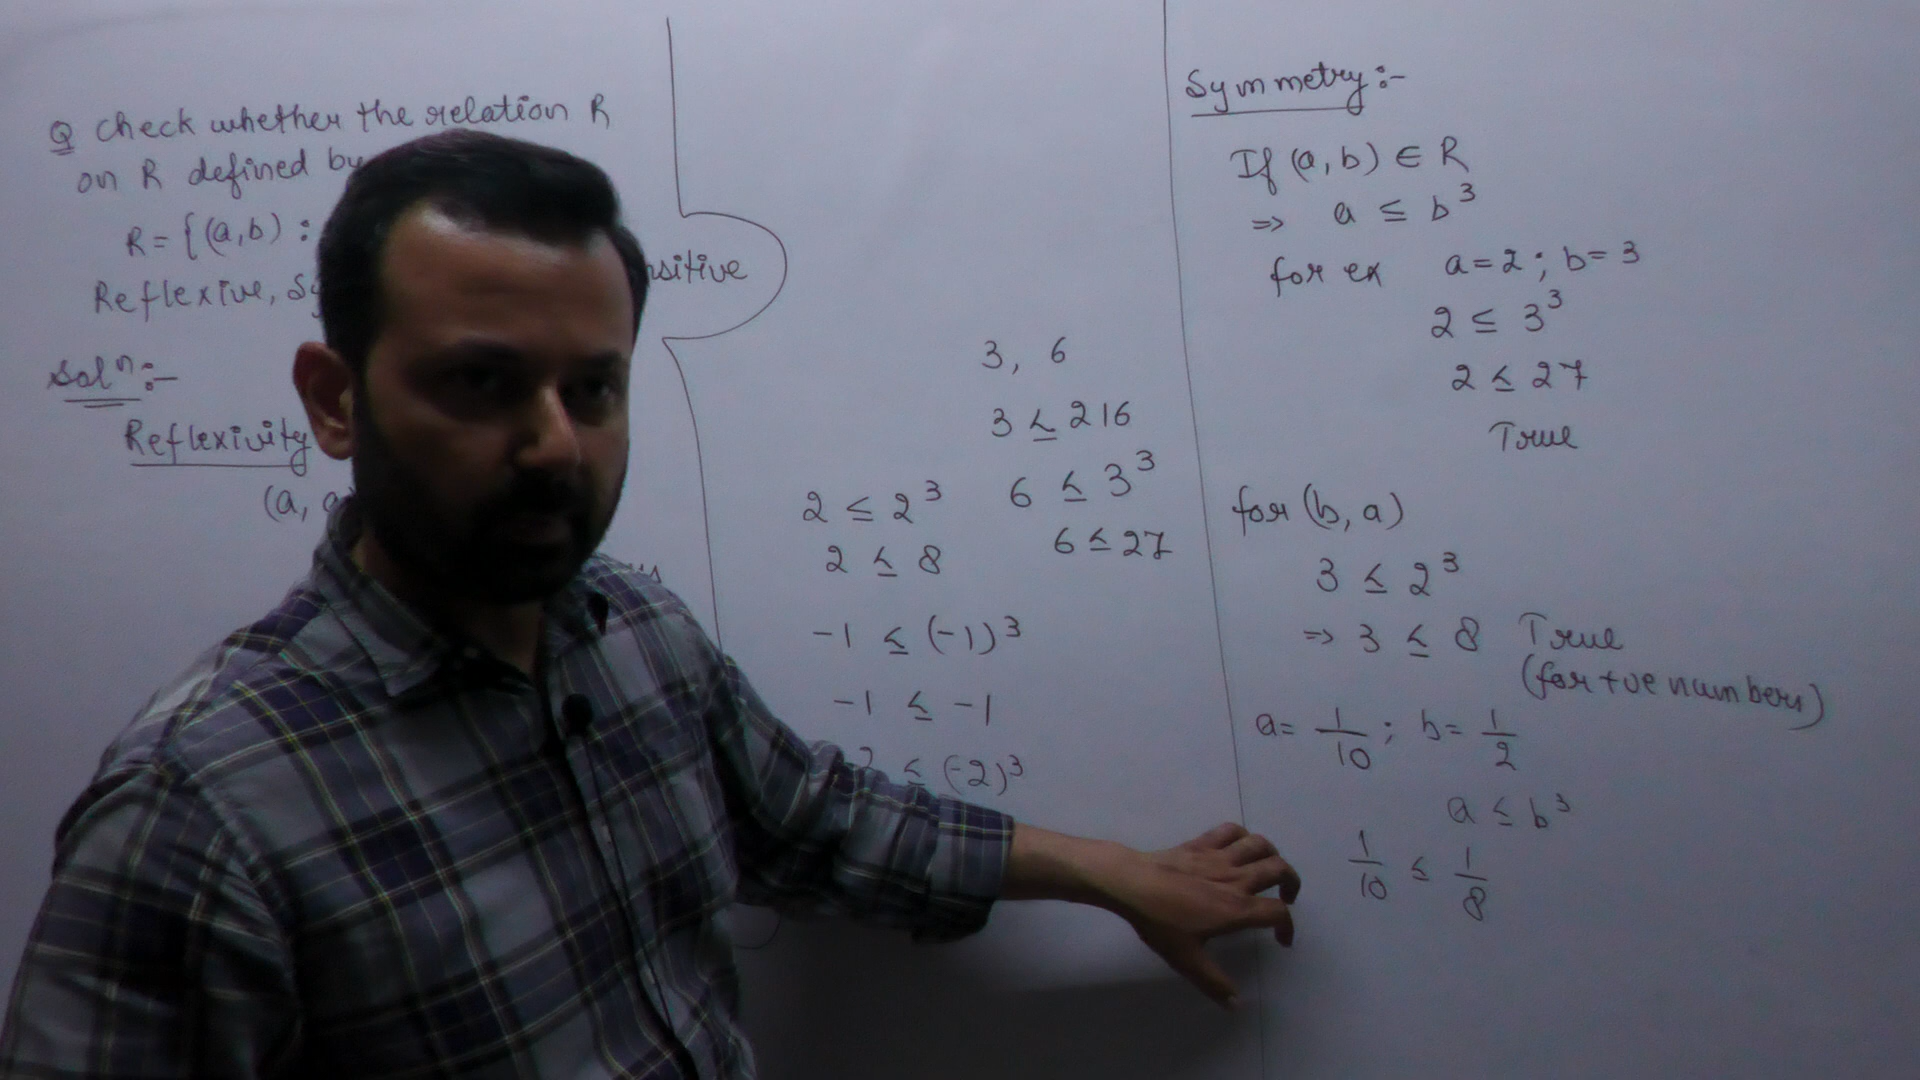 Q Check whether the relation R
on R defined by
R = {(a,b) :
Reflexive, Sy
nsitive
Solⁿ:-
Reflexivity
(a, a
3, 6
3 ≤ 216
6 ≤ 3³
6 ≤ 27
2 ≤ 2³
2 ≤ 8
-1 ≤ (-1)³
-1 ≤ -1
≤ (-2)³
Symmetry:-
If (a, b) ∈ R
⇒ a ≤ b³
for ex a=2 ; b=3
2 ≤ 3³
2 ≤ 27
True
for (b, a)
3 ≤ 2³
⇒ 3 ≤ 8 True
(for +ve numbers)
a = 1/10 ; b = 1/2
a ≤ b³
1/10 ≤ 1/8